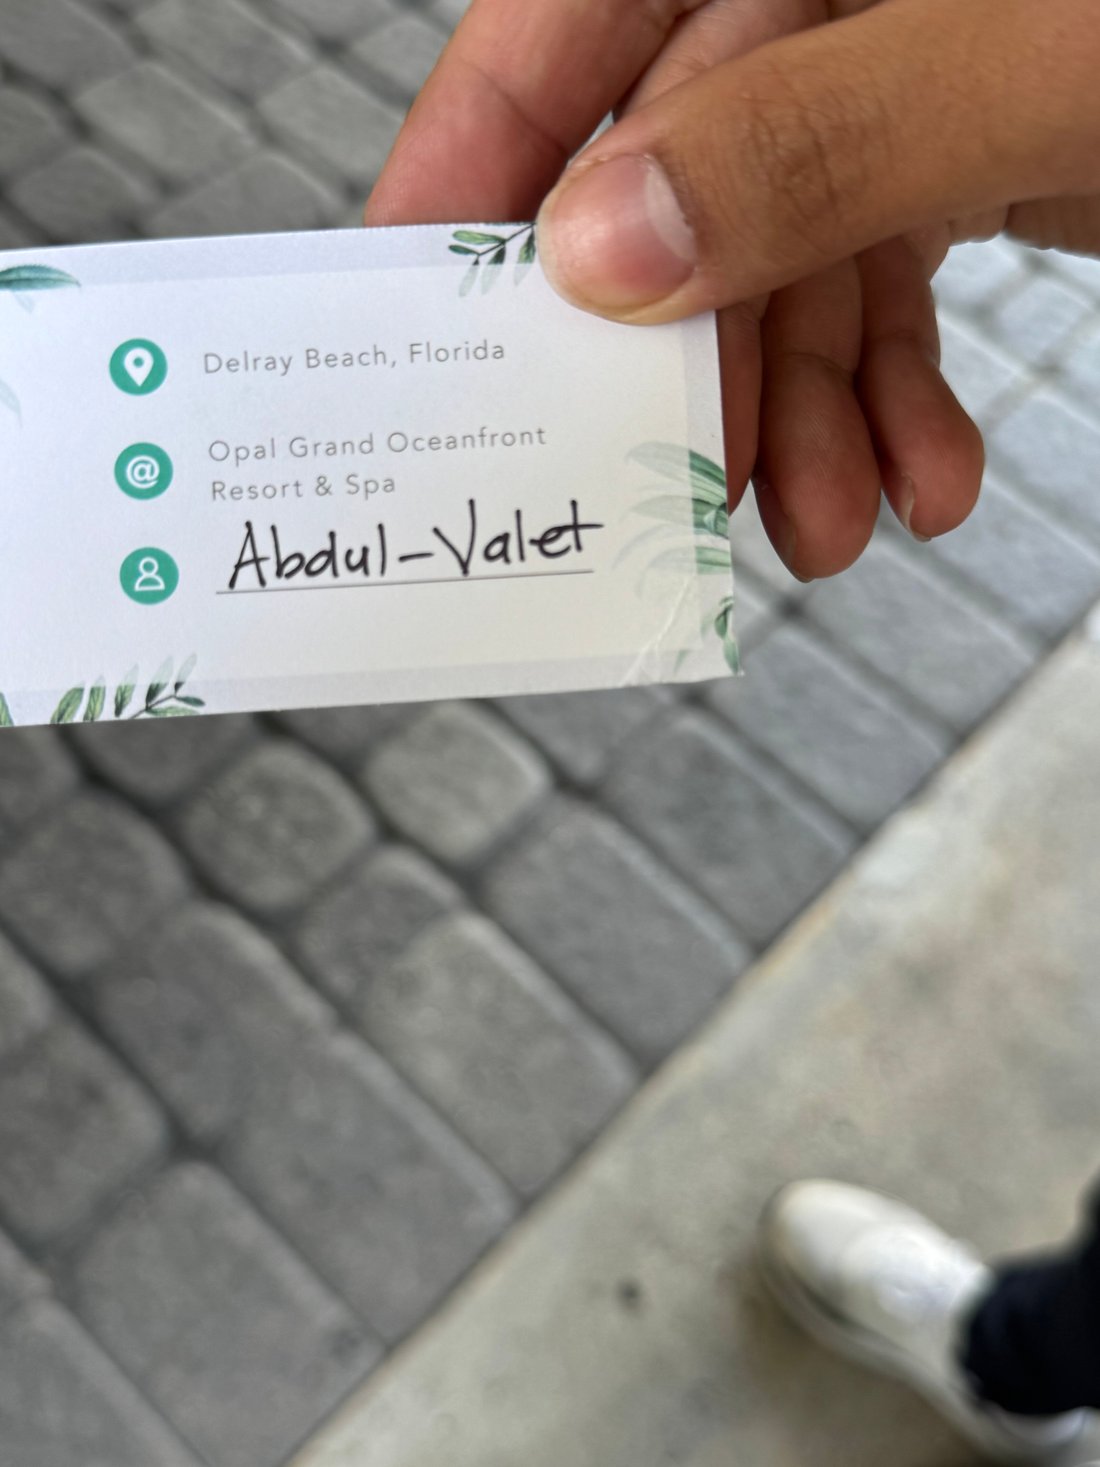 Delray Beach, Florida
@
Opal Grand Oceanfront
Resort & Spa
Abdul-Valet